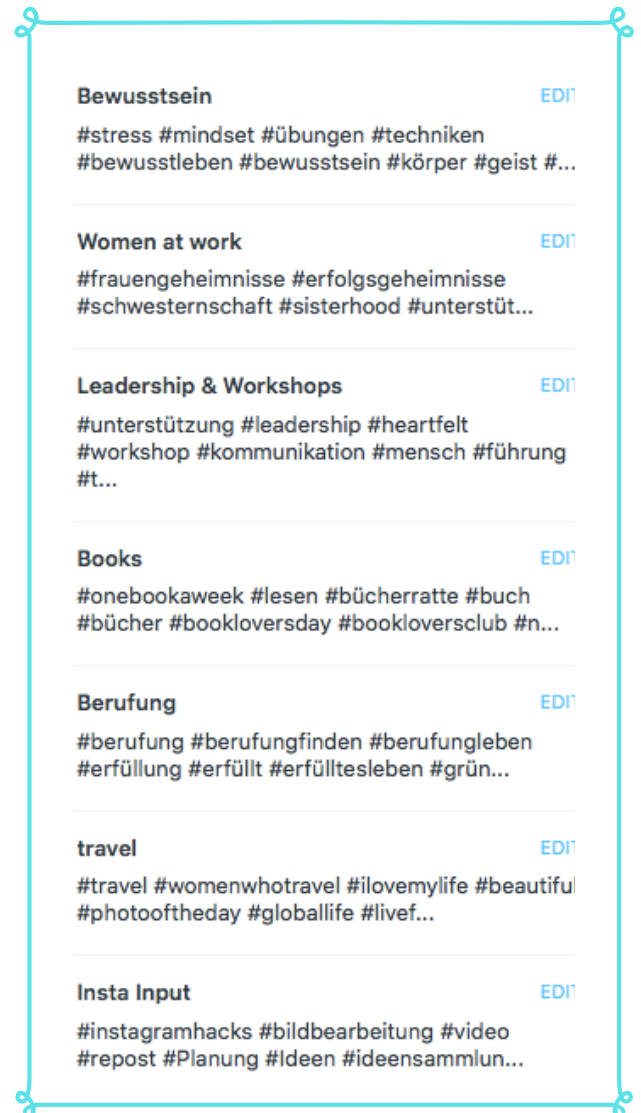 Bewusstsein EDIT
#stress #mindset #übungen #techniken
#bewusstleben #bewusstsein #körper #geist #...
Women at work EDIT
#frauengeheimnisse #erfolgsgeheimnisse
#schwesternschaft #sisterhood #unterstüt...
Leadership & Workshops EDIT
#unterstützung #leadership #heartfelt
#workshop #kommunikation #mensch #führung
#t...
Books EDIT
#onebookaweek #lesen #bücherratte #buch
#bücher #bookloversday #bookloversclub #n...
Berufung EDIT
#berufung #berufungfinden #berufungleben
#erfüllung #erfüllt #erfülltesleben #grün...
travel EDIT
#travel #womenwhotravel #ilovemylife #beautiful
#photooftheday #globallife #livef...
Insta Input EDIT
#instagramhacks #bildbearbeitung #video
#repost #Planung #Ideen #ideensammlun...